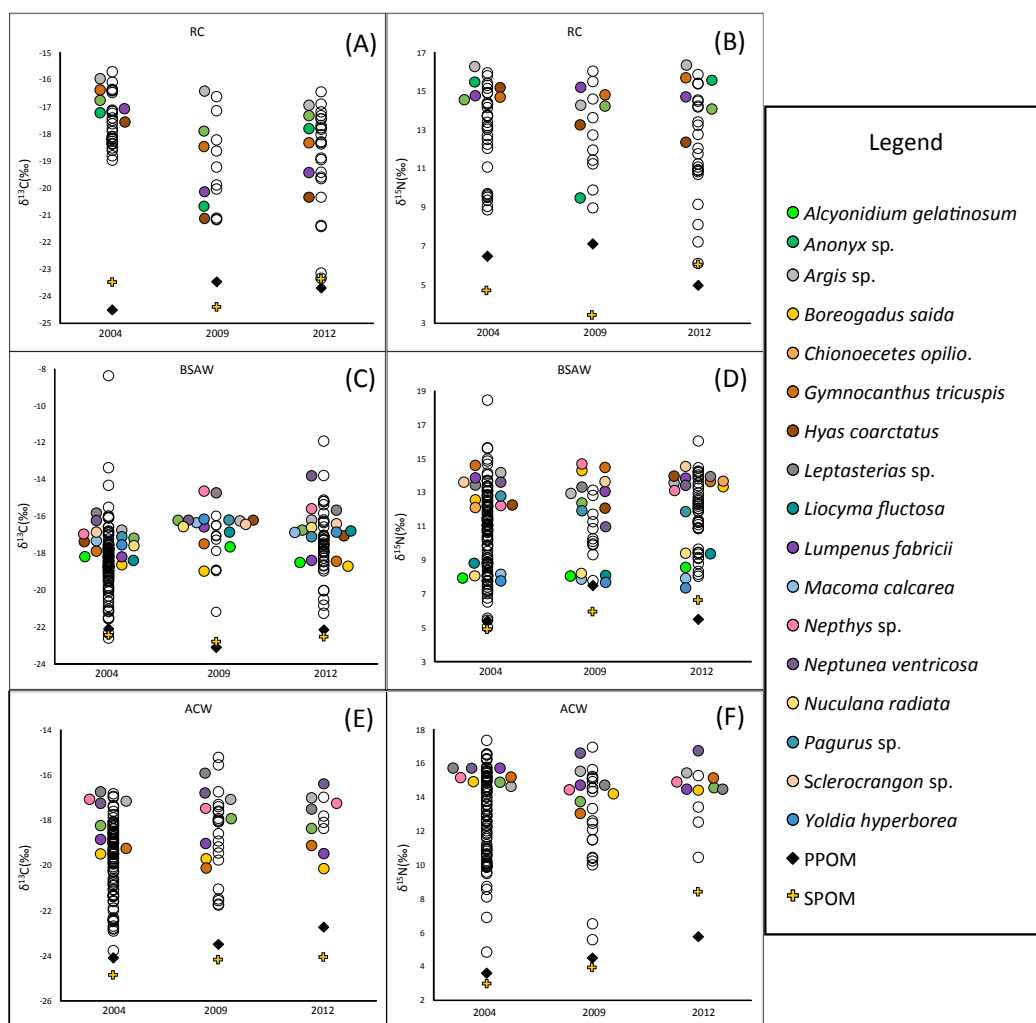 RC
(A)
δ¹³C(‰)
-15
-16
-17
-18
-19
-20
-21
-22
-23
-24
-25
2004
2009
2012
RC
(B)
δ¹⁵N(‰)
17
15
13
11
9
7
5
3
2004
2009
2012
BSAW
(C)
δ¹³C(‰)
-8
-10
-12
-14
-16
-18
-20
-22
-24
2004
2009
2012
BSAW
(D)
δ¹⁵N(‰)
19
17
15
13
11
9
7
5
3
2004
2009
2012
ACW
(E)
δ¹³C(‰)
-14
-16
-18
-20
-22
-24
-26
2004
2009
2012
ACW
(F)
δ¹⁵N(‰)
18
16
14
12
10
8
6
4
2
2004
2009
2012
Legend
Alcyonidium gelatinosum
Anonyx sp.
Argis sp.
Boreogadus saida
Chionoecetes opilio.
Gymnocanthus tricuspis
Hyas coarctatus
Leptasterias sp.
Liocyma fluctosa
Lumpenus fabricii
Macoma calcarea
Nepthys sp.
Neptunea ventricosa
Nuculana radiata
Pagurus sp.
Sclerocrangon sp.
Yoldia hyperborea
PPOM
SPOM